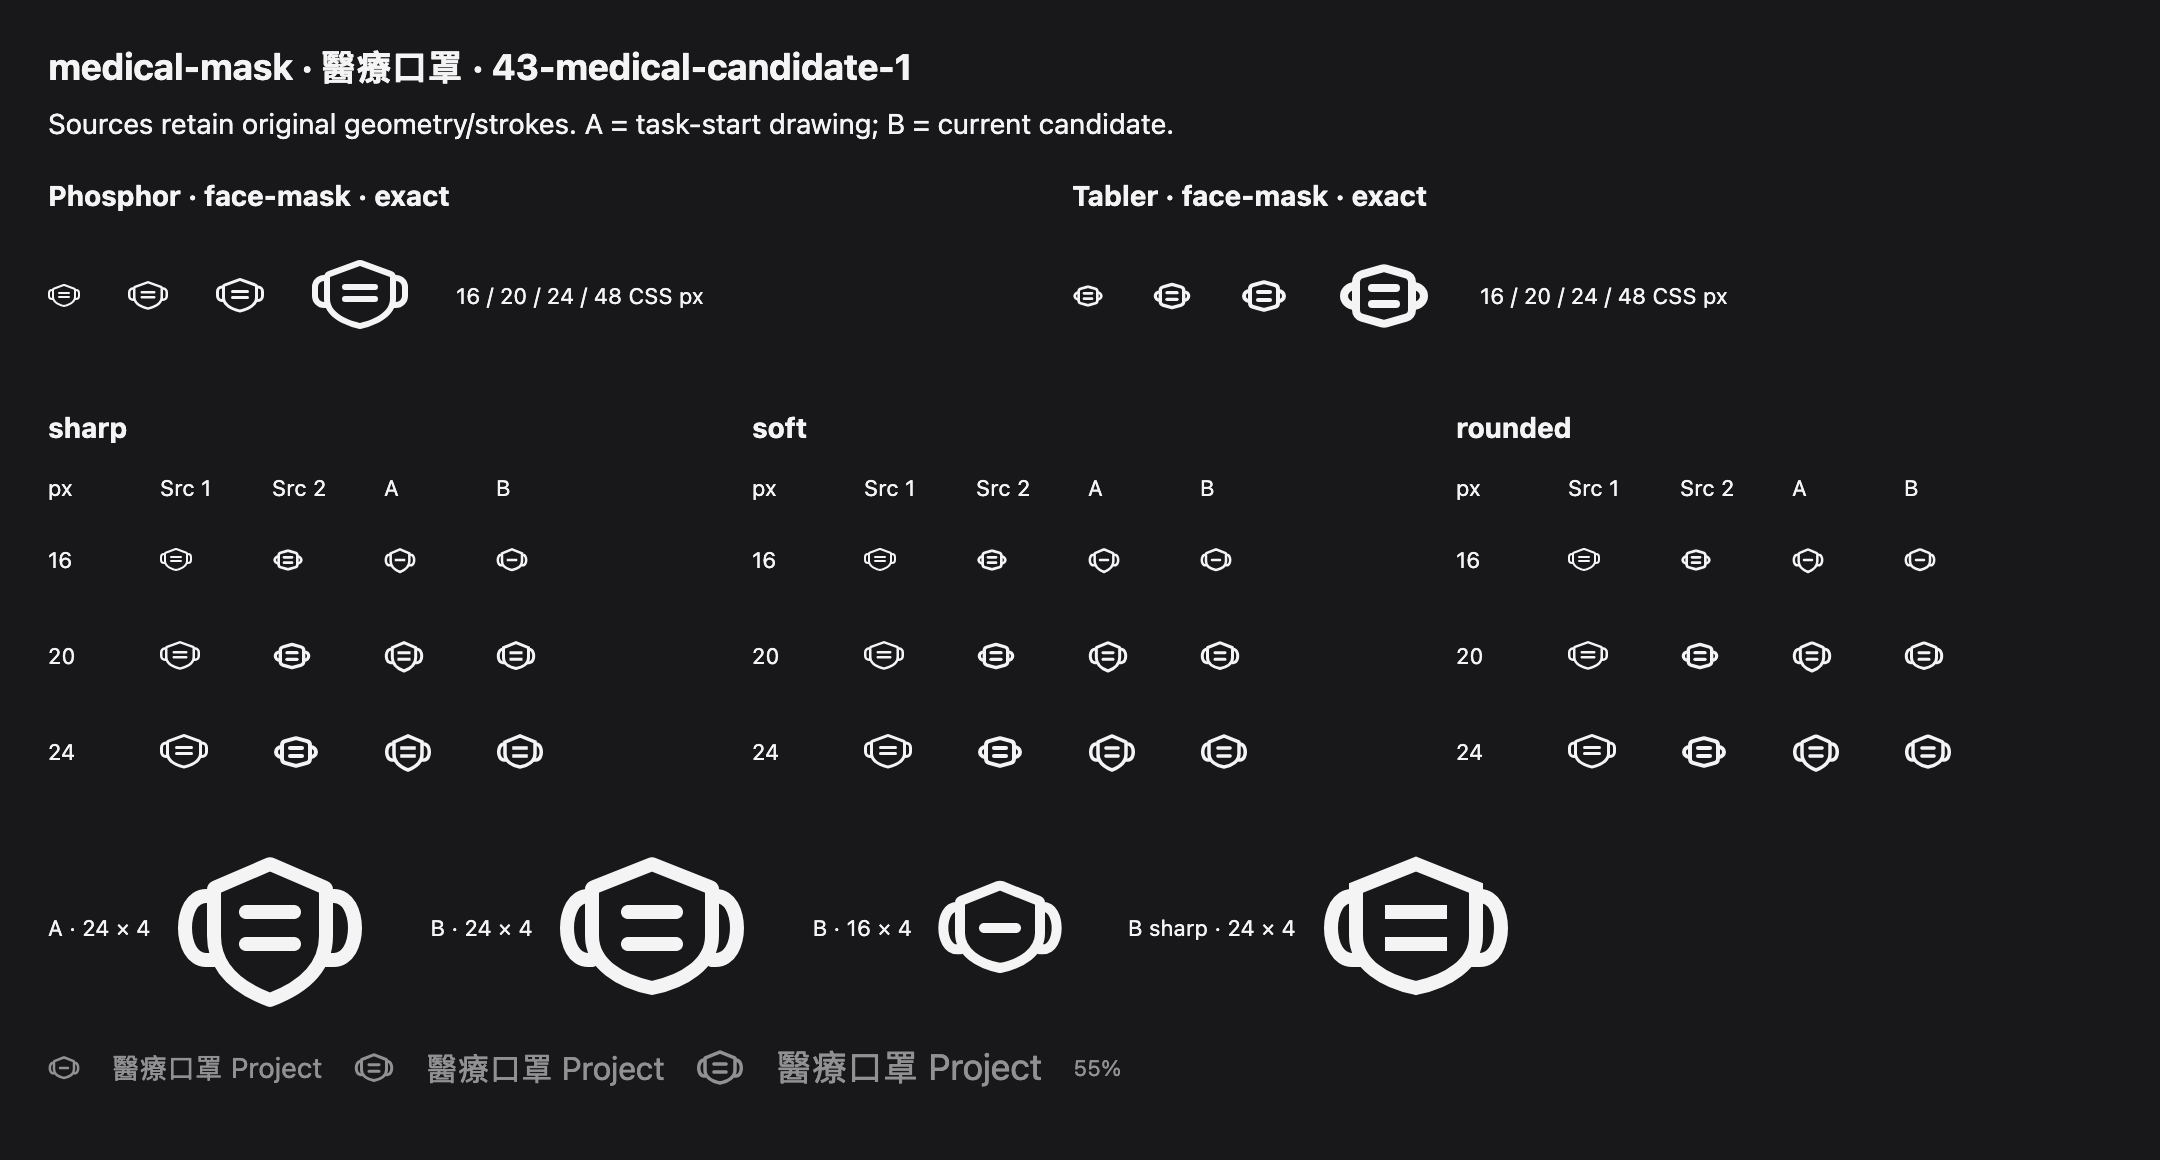 medical-mask · 醫療口罩 · 43-medical-candidate-1
Sources retain original geometry/strokes. A = task-start drawing; B = current candidate.
Phosphor · face-mask · exact
Tabler · face-mask · exact
16 / 20 / 24 / 48 CSS px
16 / 20 / 24 / 48 CSS px
sharp
soft
rounded
px Src 1 Src 2 A B
px Src 1 Src 2 A B
px Src 1 Src 2 A B
16
16
16
20
20
20
24
24
24
A · 24 × 4
B · 24 × 4
B · 16 × 4
B sharp · 24 × 4
醫療口罩 Project
醫療口罩 Project
醫療口罩 Project
55%